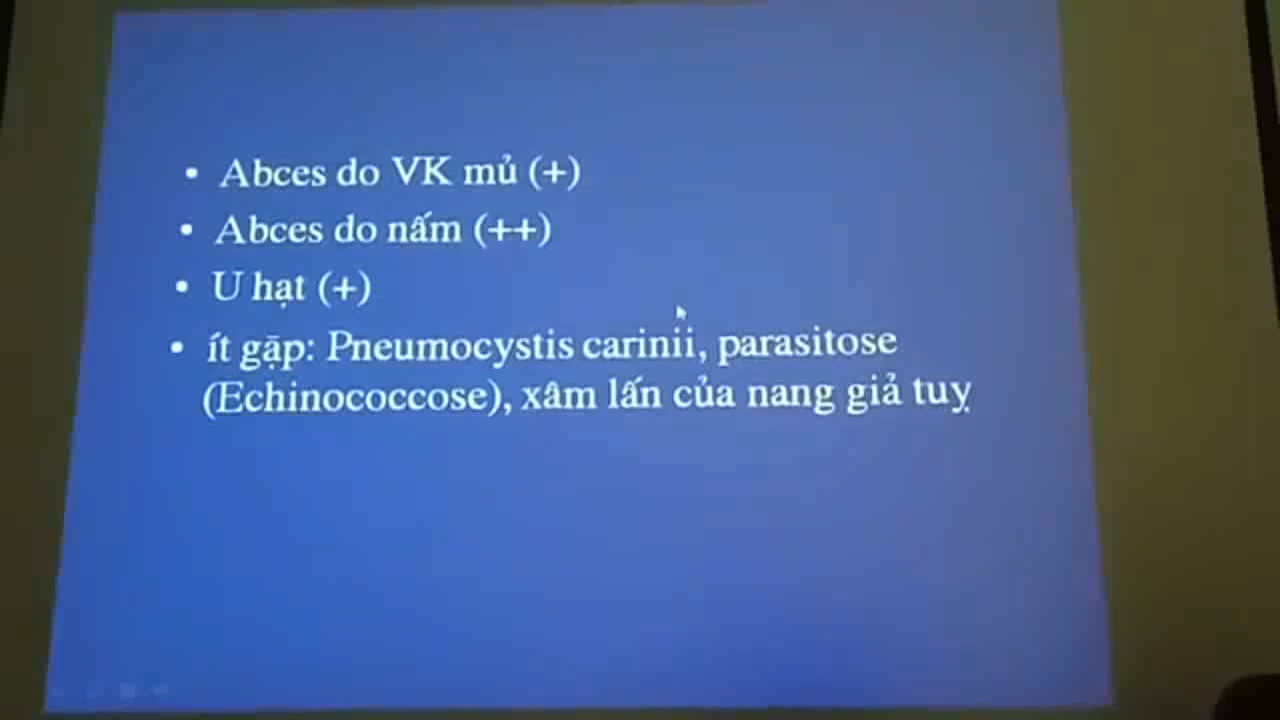 • Abces do VK mủ (+)
• Abces do nấm (++)
• U hạt (+)
• ít gặp: Pneumocystis carinii, parasitose
(Echinococcose), xâm lấn của nang giả tuỵ